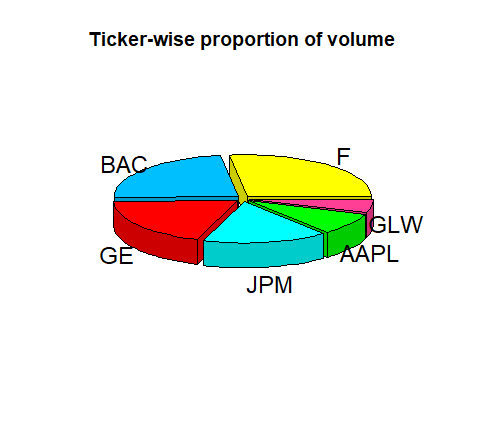 Ticker-wise proportion of volume
F
BAC
GLW
AAPL
GE
JPM